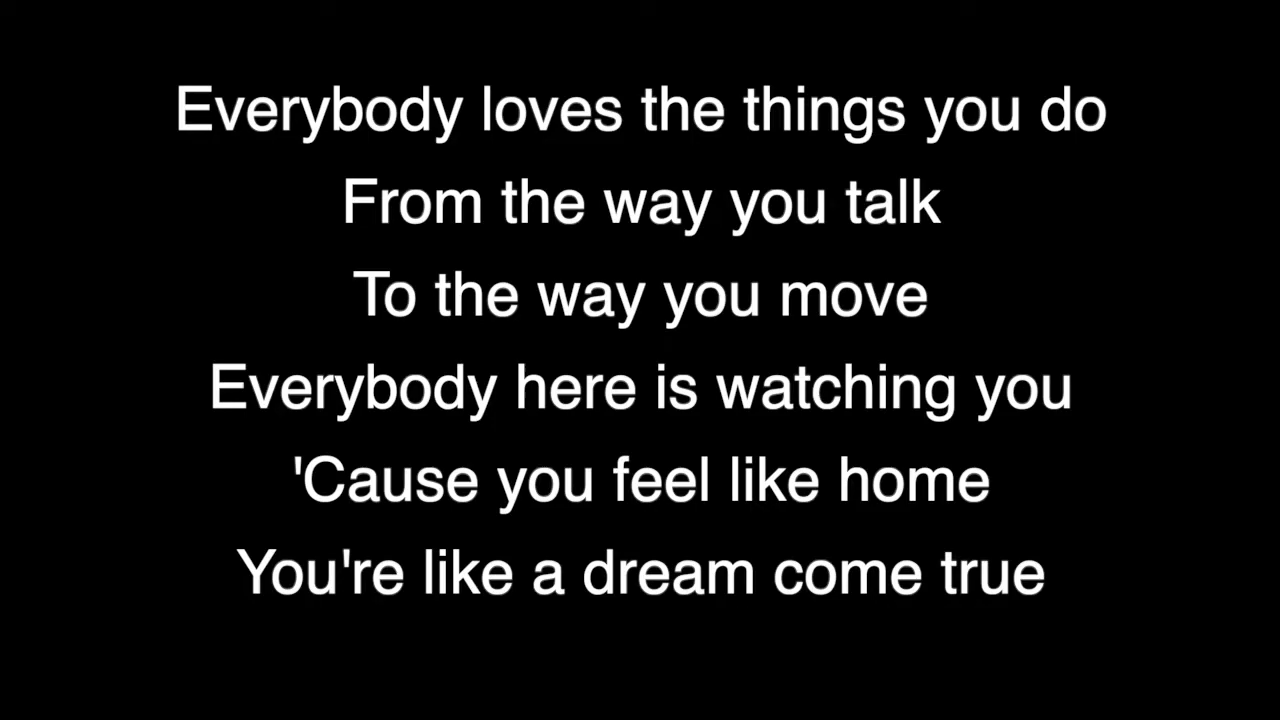 Everybody loves the things you do
From the way you talk
To the way you move
Everybody here is watching you
'Cause you feel like home
You're like a dream come true